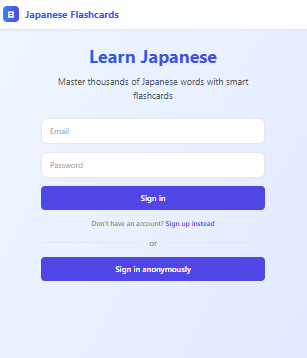 Japanese Flashcards
Learn Japanese
Master thousands of Japanese words with smart
flashcards
Email
Password
Sign in
Don't have an account? Sign up instead
or
Sign in anonymously